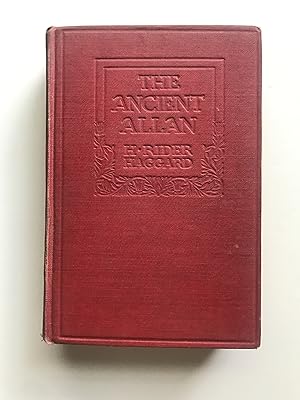 THE
ANCIENT
ALLAN
H·RIDER
HAGGARD